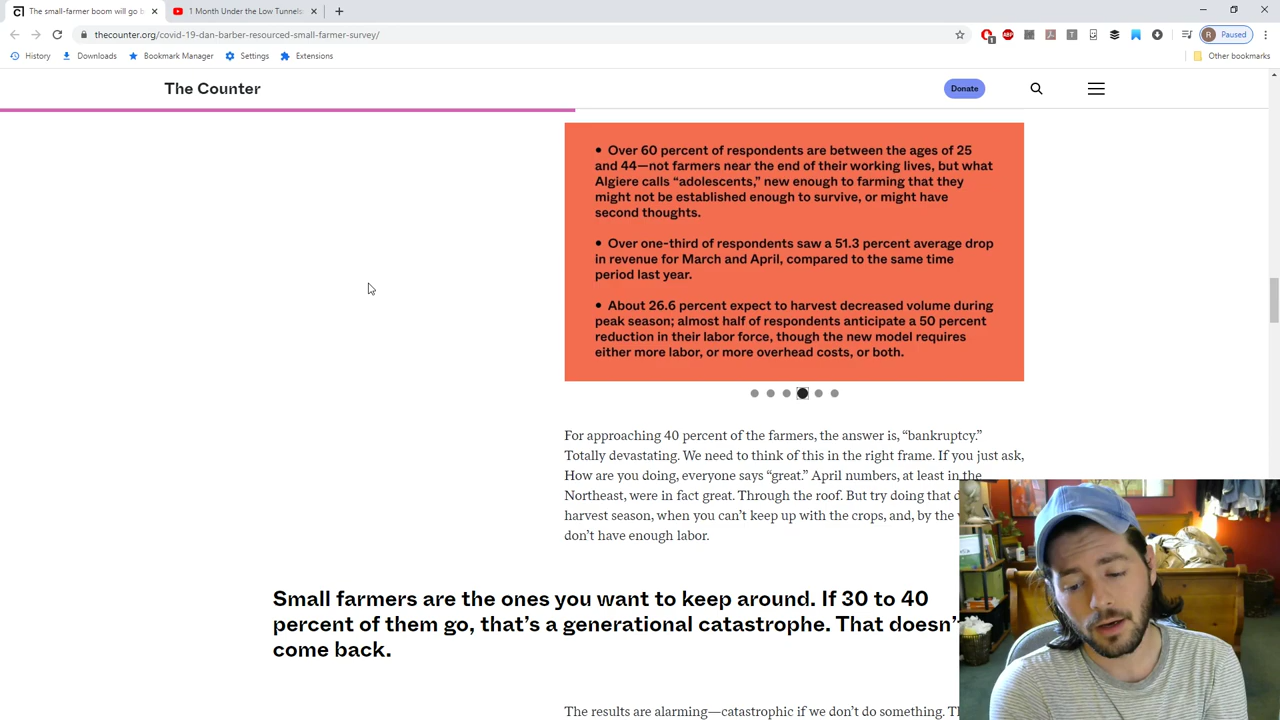 The small-farmer boom will go b
1 Month Under the Low Tunnels
thecounter.org/covid-19-dan-barber-resourced-small-farmer-survey/
R Paused
History Downloads Bookmark Manager Settings Extensions Other bookmarks
The Counter Donate
• Over 60 percent of respondents are between the ages of 25
and 44—not farmers near the end of their working lives, but what
Algiere calls “adolescents,” new enough to farming that they
might not be established enough to survive, or might have
second thoughts.
• Over one-third of respondents saw a 51.3 percent average drop
in revenue for March and April, compared to the same time
period last year.
• About 26.6 percent expect to harvest decreased volume during
peak season; almost half of respondents anticipate a 50 percent
reduction in their labor force, though the new model requires
either more labor, or more overhead costs, or both.
For approaching 40 percent of the farmers, the answer is, “bankruptcy.”
Totally devastating. We need to think of this in the right frame. If you just ask,
How are you doing, everyone says “great.” April numbers, at least in the
Northeast, were in fact great. Through the roof. But try doing that d
harvest season, when you can’t keep up with the crops, and, by the
don’t have enough labor.
Small farmers are the ones you want to keep around. If 30 to 40
percent of them go, that’s a generational catastrophe. That doesn’
come back.
The results are alarming—catastrophic if we don’t do something.